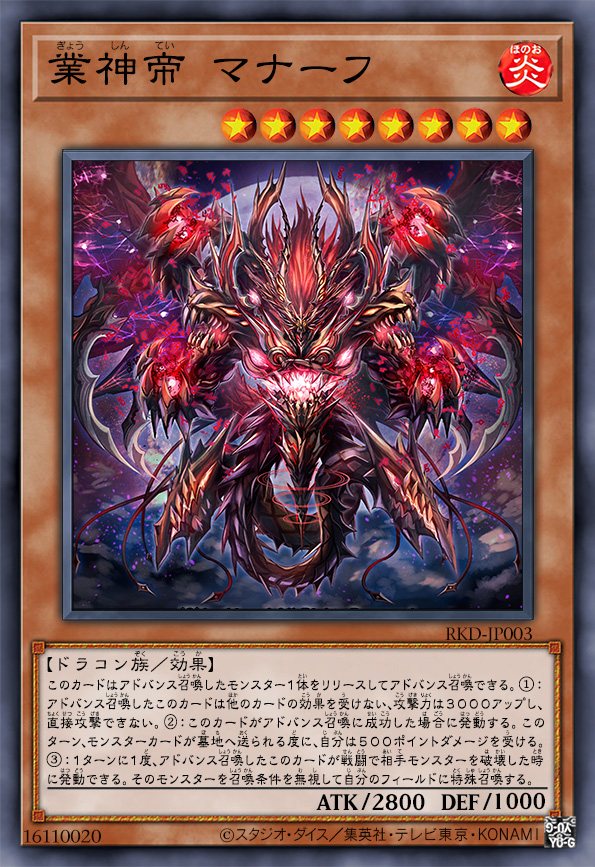 業神帝 マナーフ
ぎょう しん てい
炎
ほのお
RKD-JP003
【ドラゴン族／効果】
このカードはアドバンス召喚したモンスター1体をリリースしてアドバンス召喚できる。①：
アドバンス召喚したこのカードは他のカードの効果を受けない、攻撃力は３０００アップし、
直接攻撃できない。②：このカードがアドバンス召喚に成功した場合に発動する。この
ターン、モンスターカードが墓地へ送られる度に、自分は５００ポイントダメージを受ける。
③：1ターンに1度、アドバンス召喚したこのカードが戦闘で相手モンスターを破壊した時
に発動できる。そのモンスターを召喚条件を無視して自分のフィールドに特殊召喚する。
ATK/2800 DEF/1000
16110020
©スタジオ・ダイス／集英社・テレビ東京・KONAMI